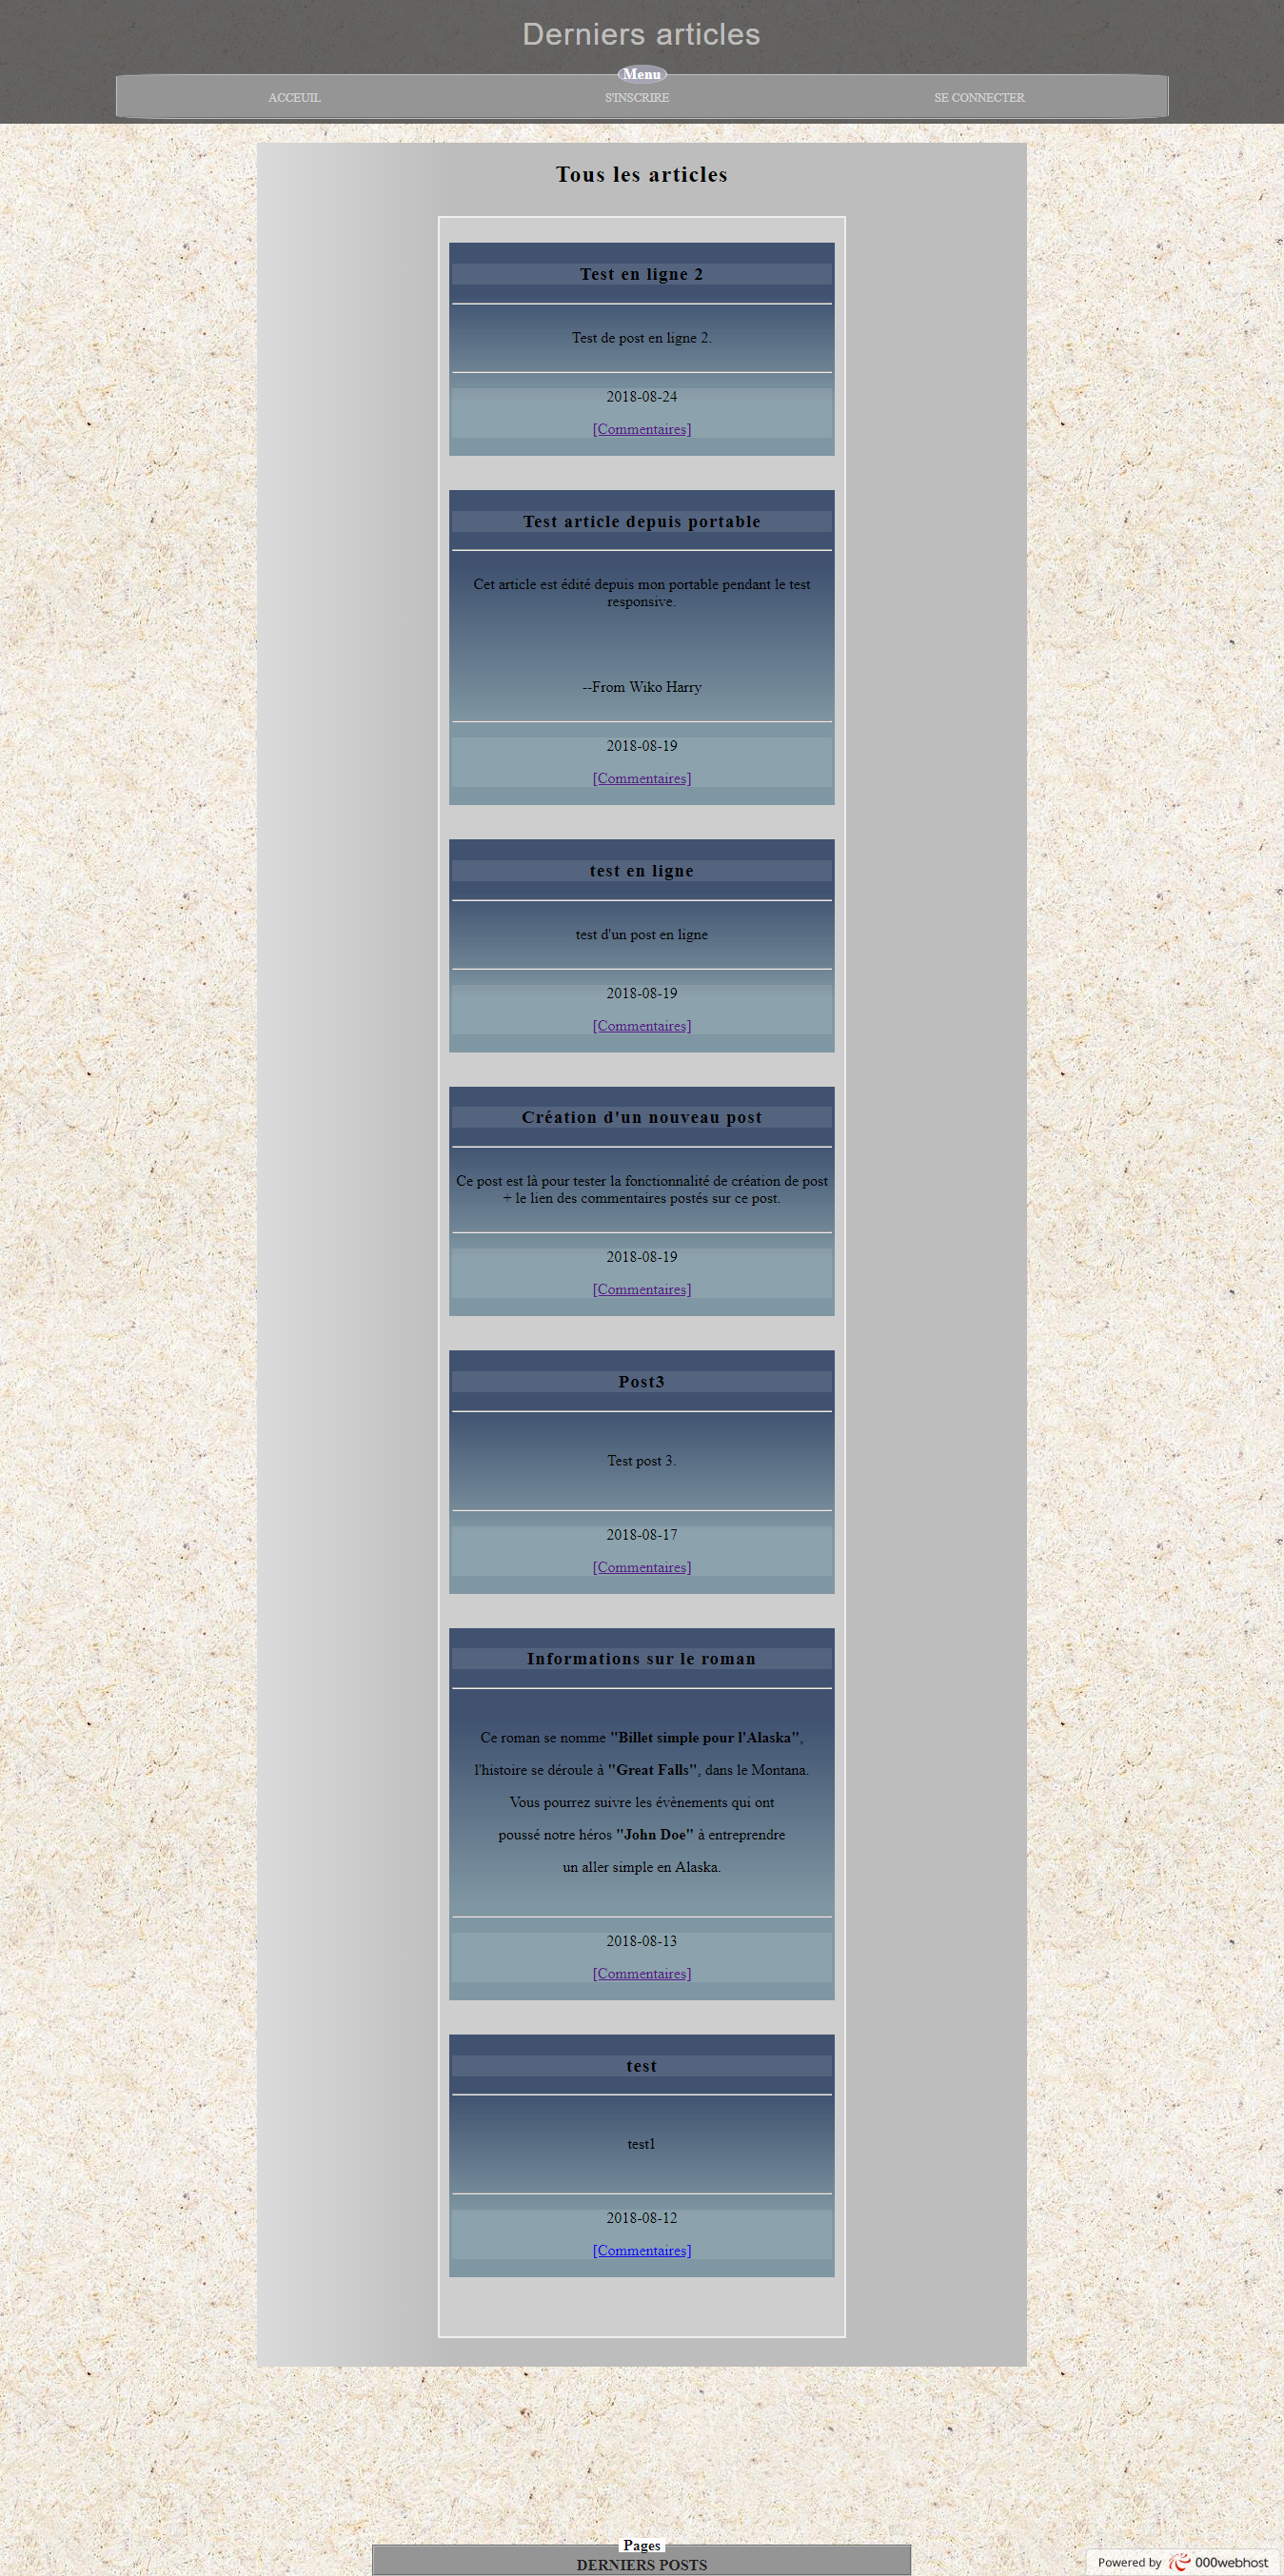 Derniers articles
Menu
ACCEUIL
S'INSCRIRE
SE CONNECTER
Tous les articles
Test en ligne 2
Test de post en ligne 2.
2018-08-24
[Commentaires]
Test article depuis portable
Cet article est édité depuis mon portable pendant le test
responsive.
--From Wiko Harry
2018-08-19
[Commentaires]
test en ligne
test d'un post en ligne
2018-08-19
[Commentaires]
Création d'un nouveau post
Ce post est là pour tester la fonctionnalité de création de post
+ le lien des commentaires postés sur ce post.
2018-08-19
[Commentaires]
Post3
Test post 3.
2018-08-17
[Commentaires]
Informations sur le roman
Ce roman se nomme "Billet simple pour l'Alaska",
l'histoire se déroule à "Great Falls", dans le Montana.
Vous pourrez suivre les évènements qui ont
poussé notre héros "John Doe" à entreprendre
un aller simple en Alaska.
2018-08-13
[Commentaires]
test
test1
2018-08-12
[Commentaires]
Pages
DERNIERS POSTS
Powered by 000webhost